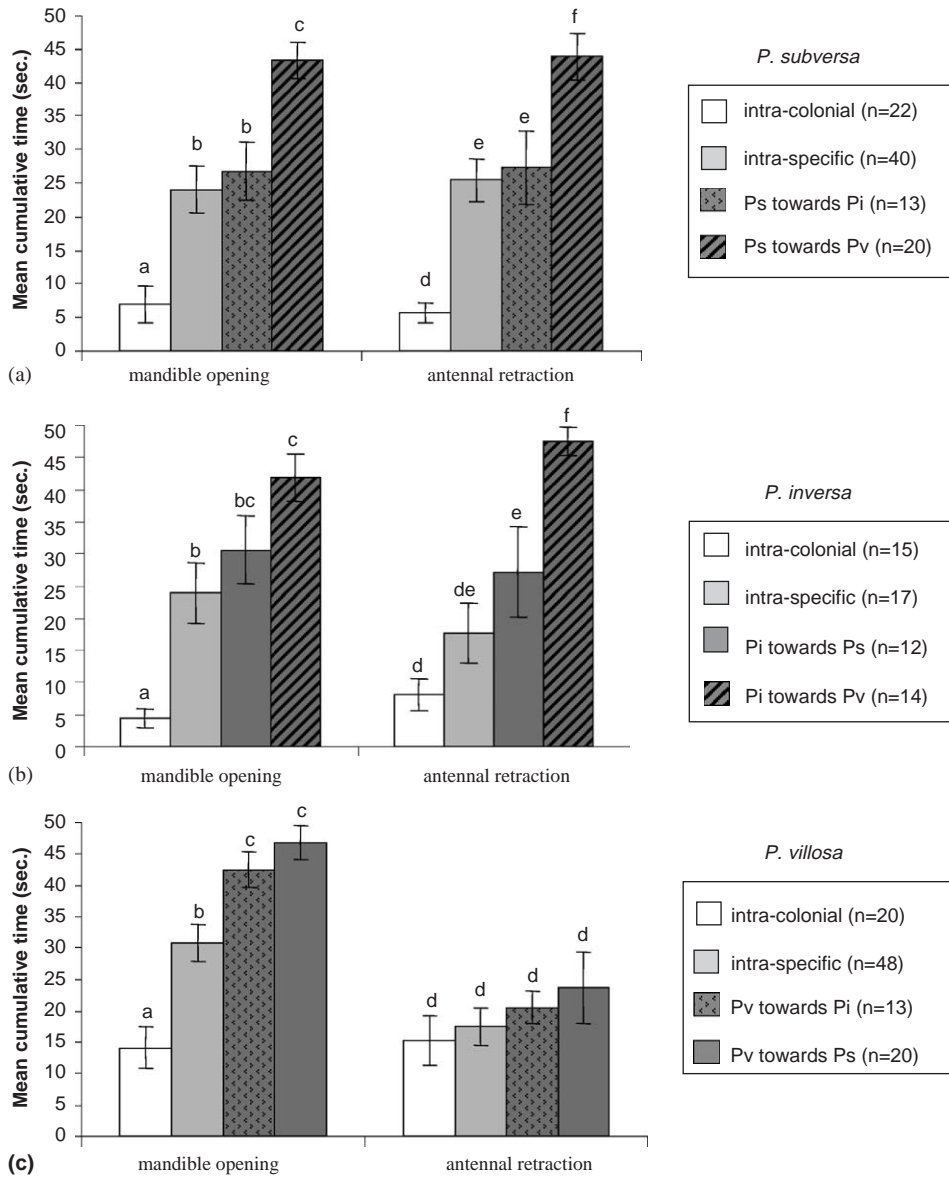 50
45
40
35
30
25
20
15
10
5
0
Mean cumulative time (sec.)
a
b
b
c
d
e
e
f
mandible opening
antennal retraction
(a)
P. subversa
intra-colonial (n=22)
intra-specific (n=40)
Ps towards Pi (n=13)
Ps towards Pv (n=20)
50
45
40
35
30
25
20
15
10
5
0
Mean cumulative time (sec.)
a
b
bc
c
d
de
e
f
mandible opening
antennal retraction
(b)
P. inversa
intra-colonial (n=15)
intra-specific (n=17)
Pi towards Ps (n=12)
Pi towards Pv (n=14)
50
45
40
35
30
25
20
15
10
5
0
Mean cumulative time (sec.)
a
b
c
c
d
d
d
d
mandible opening
antennal retraction
(c)
P. villosa
intra-colonial (n=20)
intra-specific (n=48)
Pv towards Pi (n=13)
Pv towards Ps (n=20)